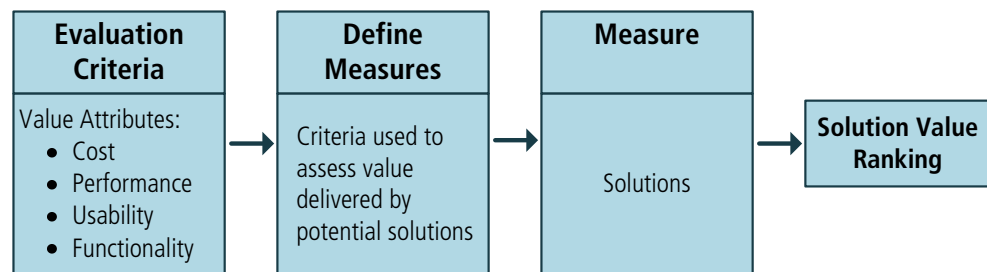 Evaluation
Criteria
Value Attributes:
• Cost
• Performance
• Usability
• Functionality
Define
Measures
Criteria used to
assess value
delivered by
potential solutions
Measure
Solutions
Solution Value
Ranking